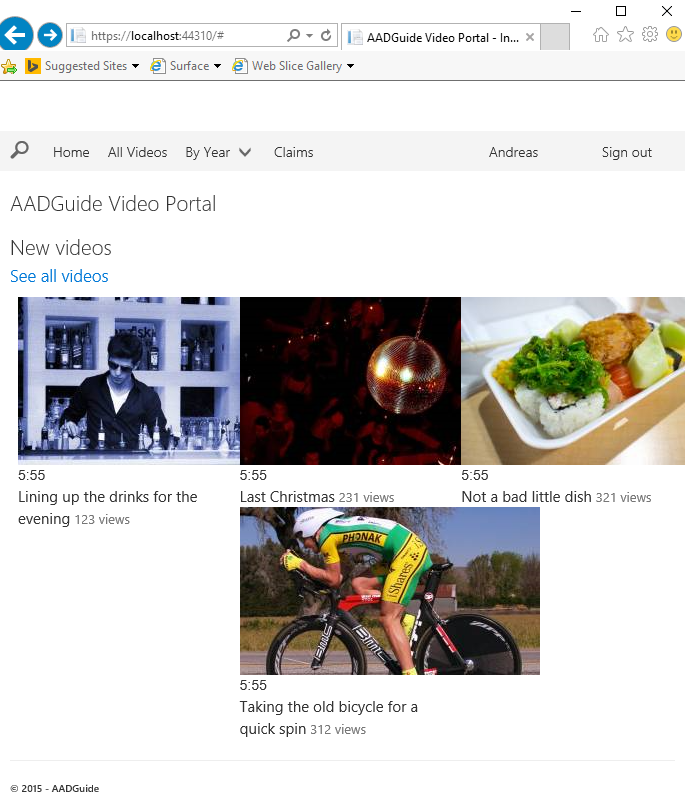 https://localhost:44310/#
AADGuide Video Portal - In...
Suggested Sites
Surface
Web Slice Gallery
Home
All Videos
By Year
Claims
Andreas
Sign out
AADGuide Video Portal
New videos
See all videos
5:55
Lining up the drinks for the
evening 123 views
5:55
Last Christmas 231 views
5:55
Not a bad little dish 321 views
PHONAK
iShares
BMC
5:55
Taking the old bicycle for a
quick spin 312 views
© 2015 - AADGuide